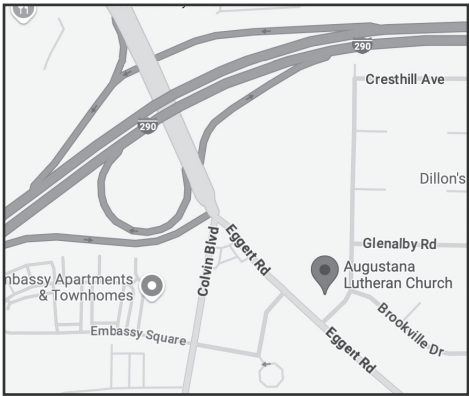 290
Cresthill Ave
290
Dillon's
Glenalby Rd
Eggert Rd
Colvin Blvd
Augustana
Lutheran Church
nbassy Apartments
& Townhomes
Brookville Dr
Embassy Square
Eggert Rd